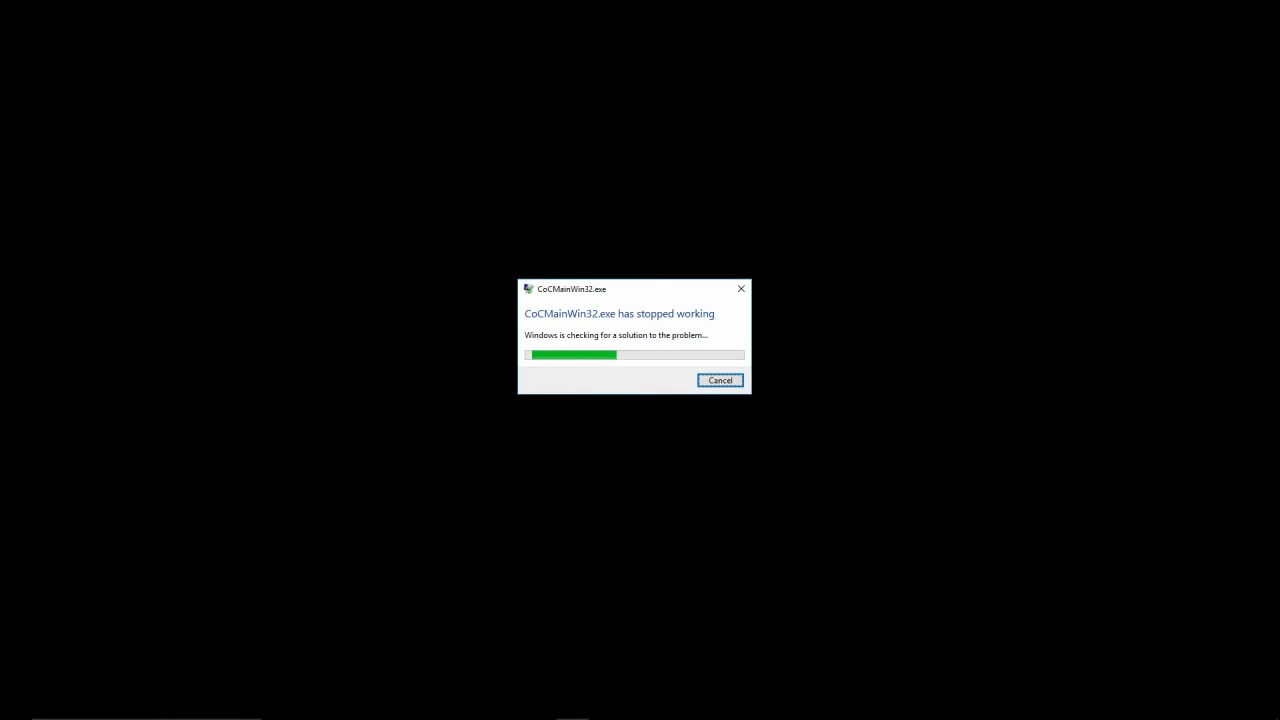 CoCMainWin32.exe
CoCMainWin32.exe has stopped working
Windows is checking for a solution to the problem...
Cancel